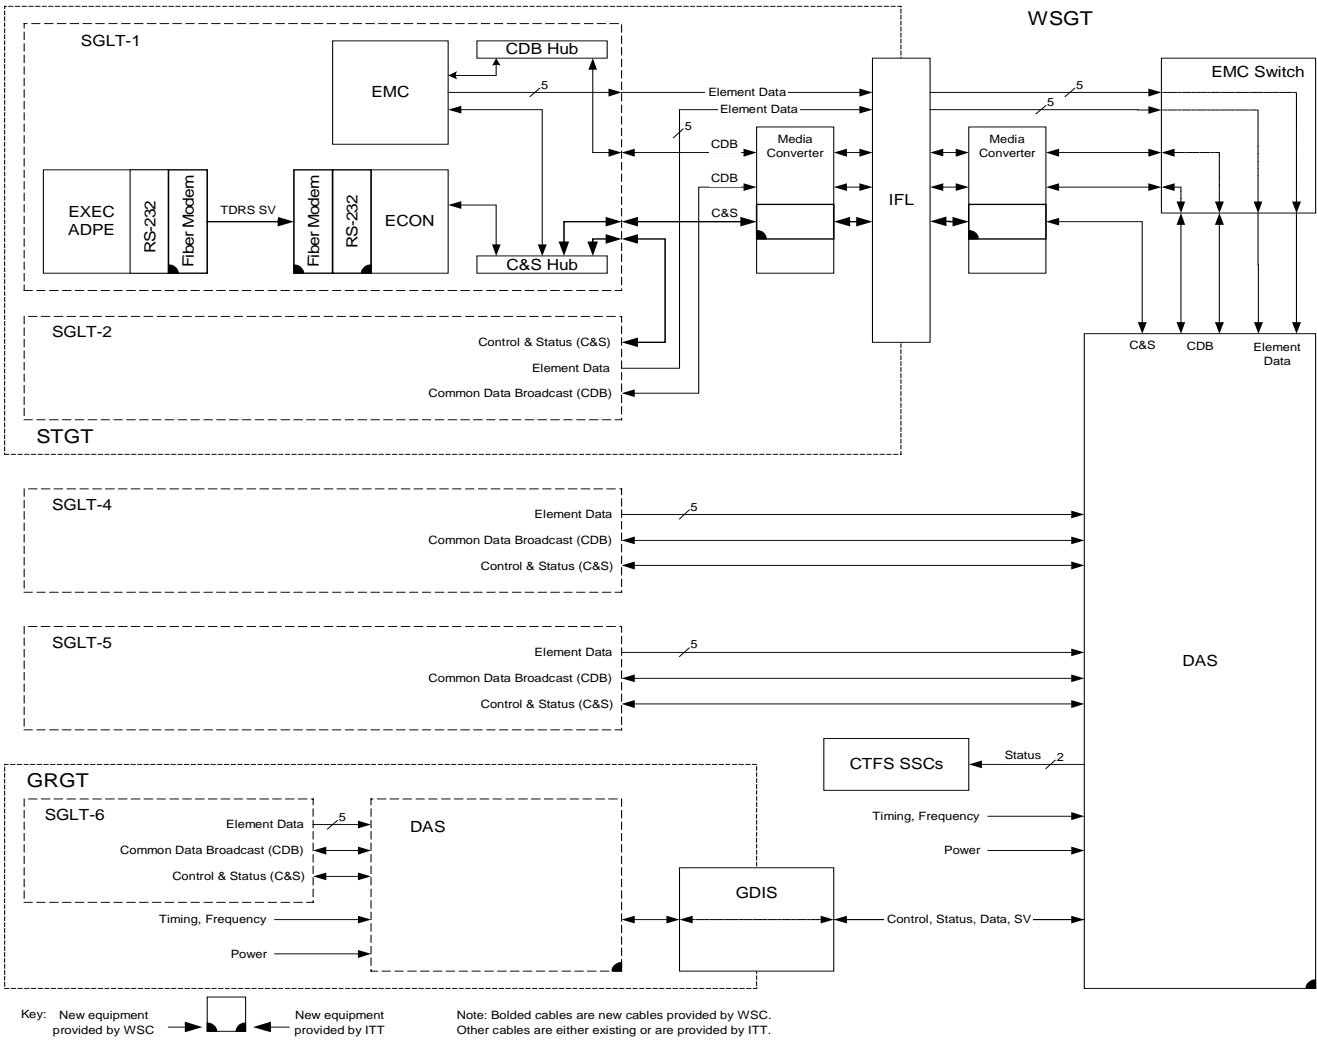 WSGT
SGLT-1
CDB Hub
EMC
5
Element Data
Element Data
5
CDB
CDB
C&S
Media
Converter
IFL
5
5
Media
Converter
EMC Switch
EXEC
ADPE
RS-232
Fiber Modem
TDRS SV
Fiber Modem
RS-232
ECON
C&S Hub
SGLT-2
Control & Status (C&S)
Element Data
Common Data Broadcast (CDB)
STGT
C&S
CDB
Element
Data
DAS
SGLT-4
Element Data
5
Common Data Broadcast (CDB)
Control & Status (C&S)
SGLT-5
Element Data
5
Common Data Broadcast (CDB)
Control & Status (C&S)
CTFS SSCs
Status
2
Timing, Frequency
Power
GRGT
SGLT-6
Element Data
5
Common Data Broadcast (CDB)
Control & Status (C&S)
Timing, Frequency
Power
DAS
GDIS
Control, Status, Data, SV
Key:
New equipment
provided by WSC
New equipment
provided by ITT
Note: Bolded cables are new cables provided by WSC.
Other cables are either existing or are provided by ITT.